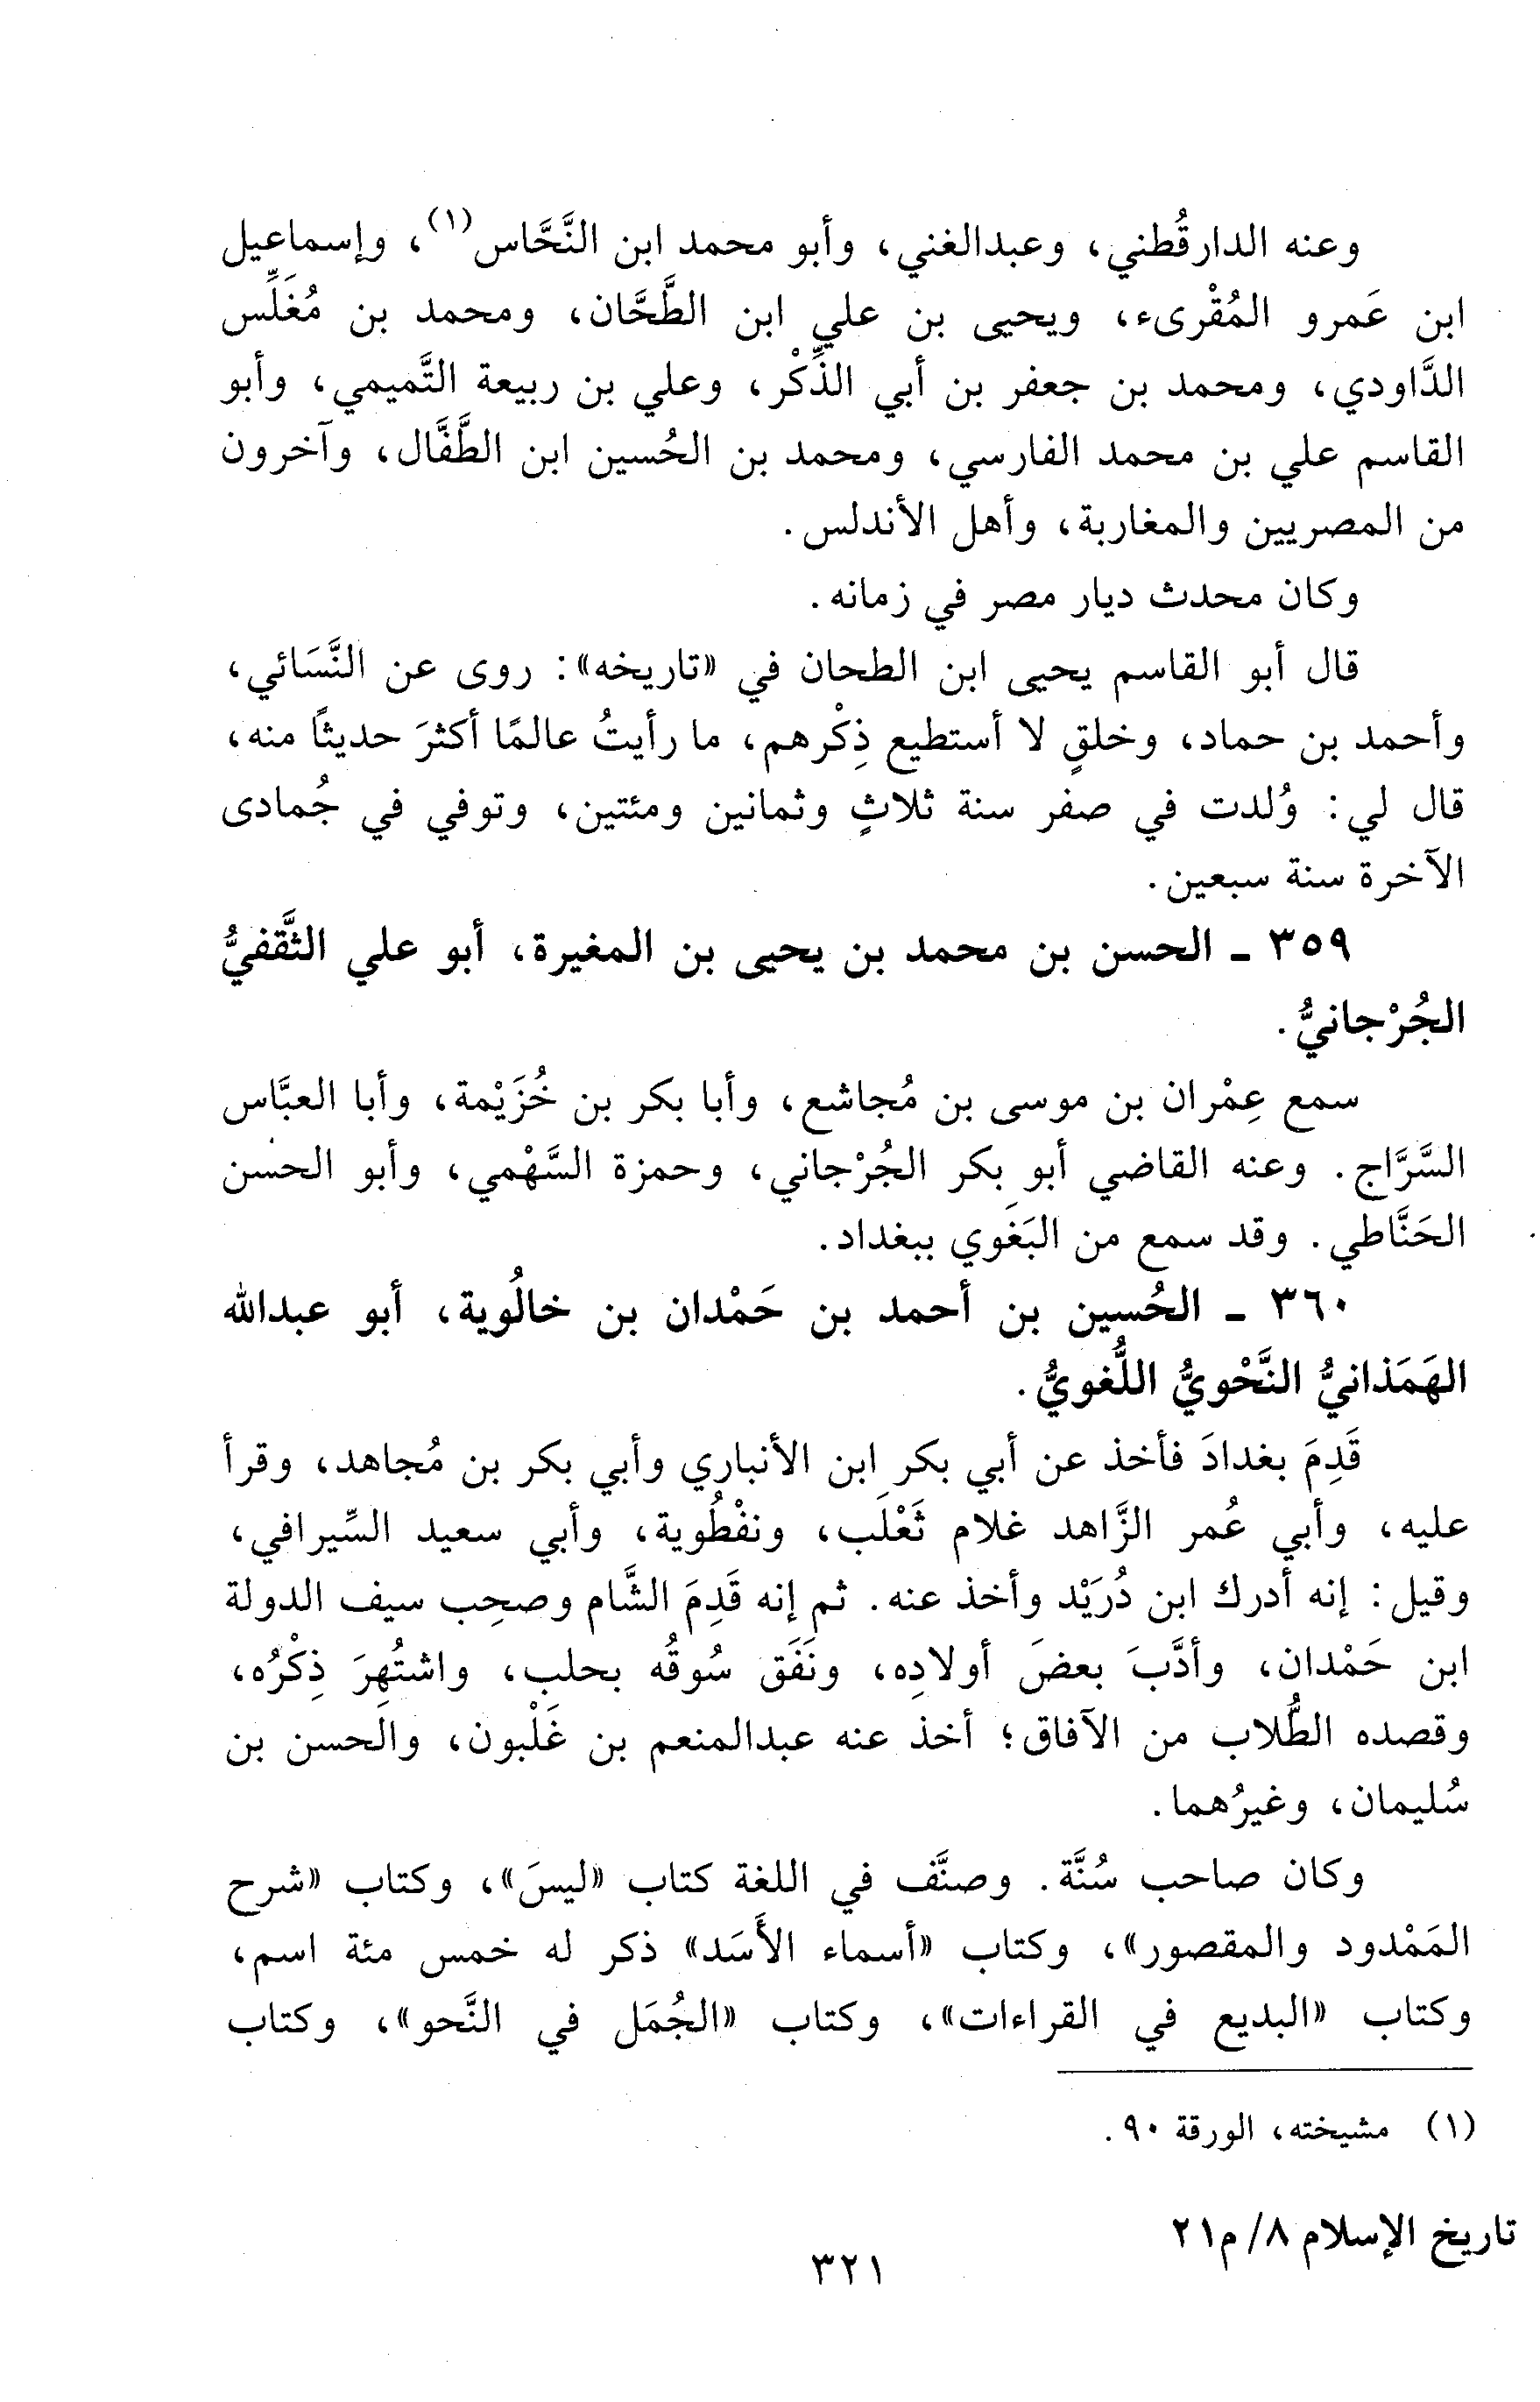 وعنه الدارقُطني، وعبدالغني، وأبو محمد ابن النَّحَّاس(١)، وإسماعيل
ابن عَمرو المُقْرىء، ويحيى بن علي ابن الطَّحَّان، ومحمد بن مُغَلِّس
الدَّاودي، ومحمد بن جعفر بن أبي الذِّكْر، وعلي بن ربيعة التَّميمي، وأبو
القاسم علي بن محمد الفارسي، ومحمد بن الحُسين ابن الطَّفَّال، وآخرون
من المصريين والمغاربة، وأهل الأندلس.
وكان محدث ديار مصر في زمانه.
قال أبو القاسم يحيى ابن الطحان في «تاريخه»: روى عن النَّسَائي،
وأحمد بن حماد، وخلقٍ لا أستطيع ذِكْرهم، ما رأيتُ عالمًا أكثرَ حديثًا منه،
قال لي: وُلدت في صفر سنة ثلاثٍ وثمانين ومئتين، وتوفي في جُمادى
الآخرة سنة سبعين.
٣٥٩ - الحسن بن محمد بن يحيى بن المغيرة، أبو علي الثَّقفيُّ
الجُرْجانيُّ.
سمع عِمْران بن موسى بن مُجاشع، وأبا بكر بن خُزَيْمة، وأبا العبَّاس
السَّرَّاج. وعنه القاضي أبو بكر الجُرْجاني، وحمزة السَّهْمي، وأبو الحسن
الحَنَّاطي. وقد سمع من البَغَوي ببغداد.
٣٦٠ - الحُسين بن أحمد بن حَمْدان بن خالُوية، أبو عبدالله
الهَمَذانيُّ النَّحْويُّ اللُّغويُّ.
قَدِمَ بغدادَ فأخذ عن أبي بكر ابن الأنباري وأبي بكر بن مُجاهد، وقرأ
عليه، وأبي عُمر الزَّاهد غلام ثَعْلَب، ونفْطُوية، وأبي سعيد السِّيرافي،
وقيل: إنه أدرك ابن دُرَيْد وأخذ عنه. ثم إنه قَدِمَ الشَّام وصحِب سيف الدولة
ابن حَمْدان، وأدَّبَ بعضَ أولادِه، ونَفَق سُوقُه بحلب، واشتُهِرَ ذِكْرُه،
وقصده الطُّلاب من الآفاق؛ أخذ عنه عبدالمنعم بن غَلْبون، والحسن بن
سُليمان، وغيرُهما.
وكان صاحب سُنَّة. وصنَّف في اللغة كتاب «ليسَ»، وكتاب «شرح
المَمْدود والمقصور»، وكتاب «أسماء الأَسَد» ذكر له خمس مئة اسم،
وكتاب «البديع في القراءات»، وكتاب «الجُمَل في النَّحو»، وكتاب
(١) مشيخته، الورقة ٩٠.
تاريخ الإسلام ٨/ م٢١
٣٢١